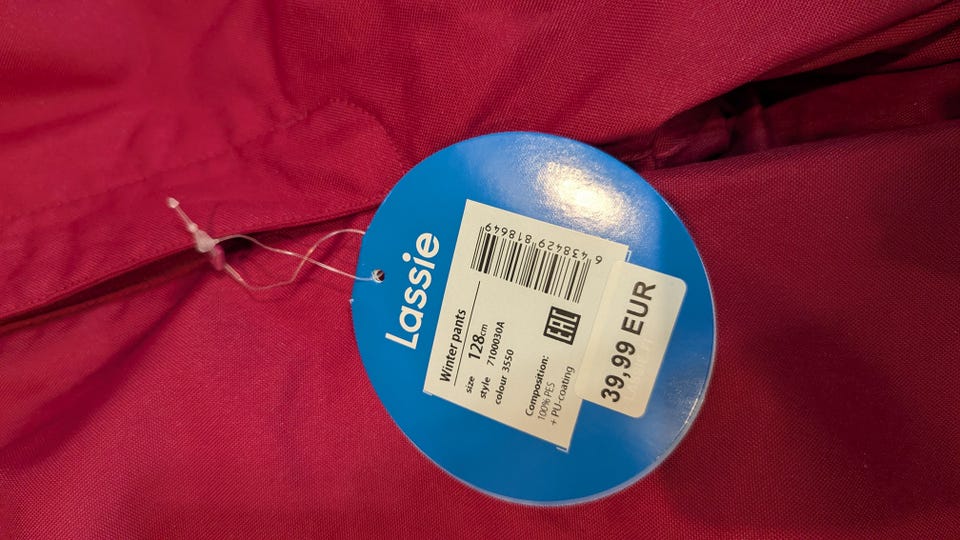 Lassie
Winter pants
size 128cm
style 7100030A
colour 3550
Composition:
100% PES
+ PU-coating
6 438429 818649
EAC
39,99 EUR